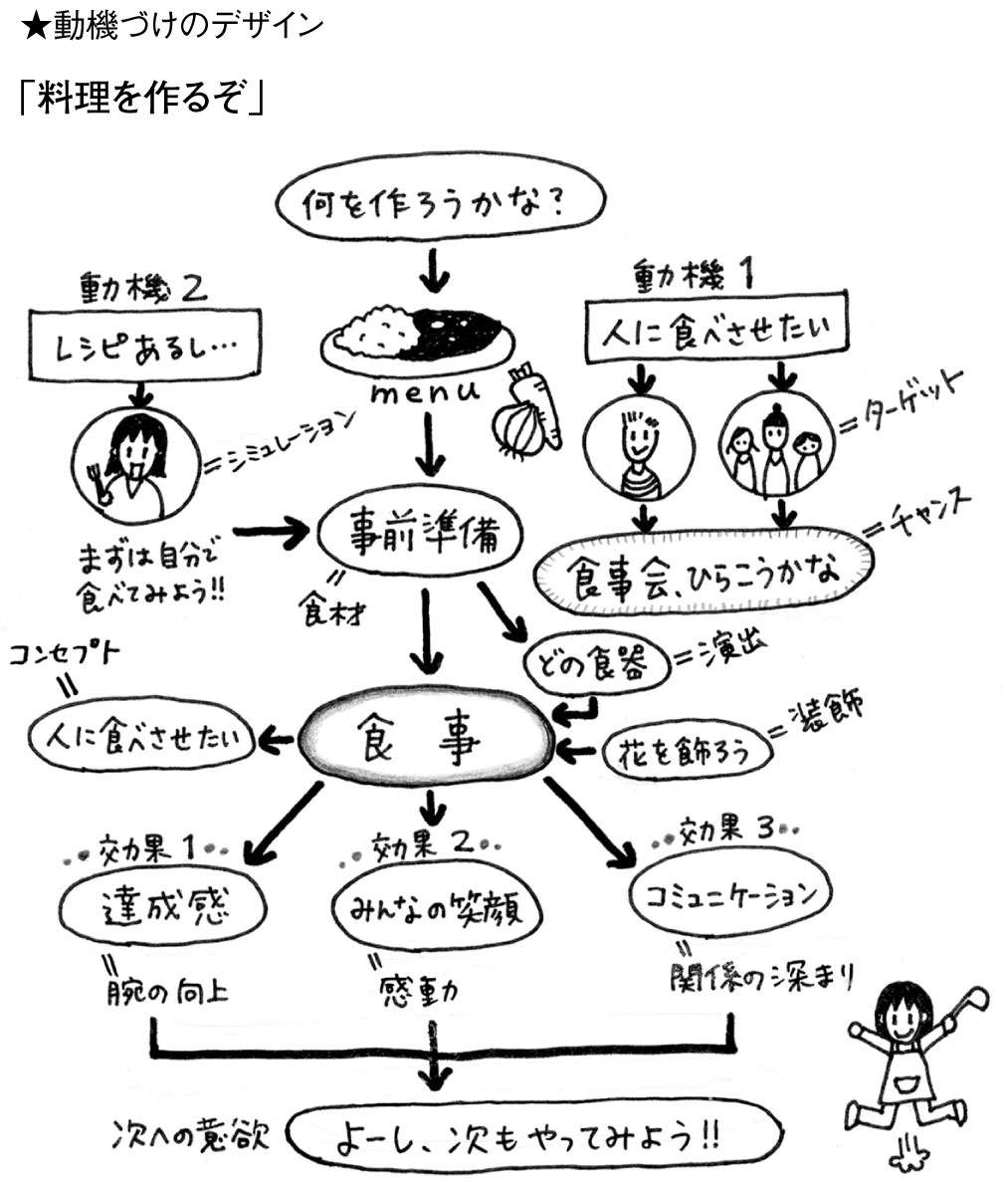 ★動機づけのデザイン
「料理を作るぞ」
何を作ろうかな？
動機2
レシピあるし…
動機1
人に食べさせたい
menu
=シミュレーション
=ターゲット
まずは自分で
食べてみよう!!
事前準備
=チャンス
食事会、ひらこうかな
=
食材
どの食器
=演出
コンセプト
=
人に食べさせたい
食事
花を飾ろう
=装飾
効果1
達成感
=
腕の向上
効果2
みんなの笑顔
=
感動
効果3
コミュニケーション
=
関係の深まり
次への意欲
よーし、次もやってみよう!!